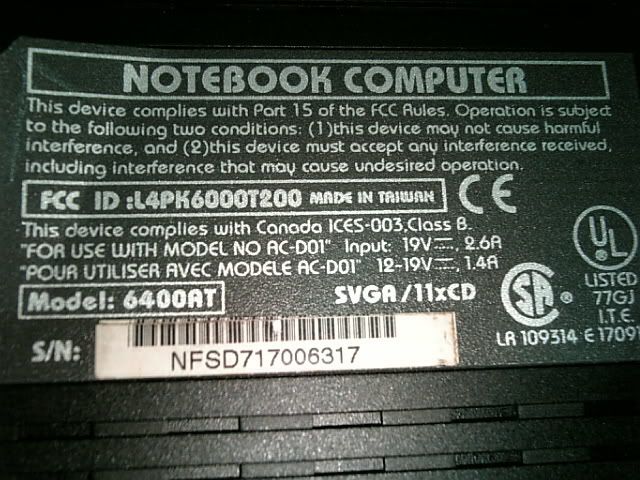 NOTEBOOK COMPUTER
This device complies with Part 15 of the FCC Rules. Operation is subject
to the following two conditions: (1)this device may not cause harmful
interference, and (2)this device must accept any interference received,
including interference that may cause undesired operation.
FCC ID :L4PK6000T200 MADE IN TAIWAN CE
This device complies with Canada ICES-003,Class B.
"FOR USE WITH MODEL NO AC-D01" Input: 19V⎓, 2.6A
"POUR UTILISER AVEC MODELE AC-D01" 12-19V⎓, 1.4A
Model: 6400AT SVGA/11xCD
UL
LISTED
77GJ
I.T.E.
SA ®
LR 109314 E17091
S/N: NFSD717006317